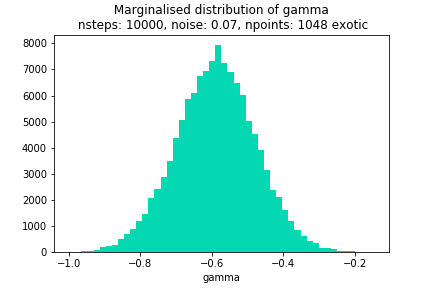 Marginalised distribution of gamma
nsteps: 10000, noise: 0.07, npoints: 1048 exotic
8000
7000
6000
5000
4000
3000
2000
1000
0
−1.0 −0.8 −0.6 −0.4 −0.2
gamma